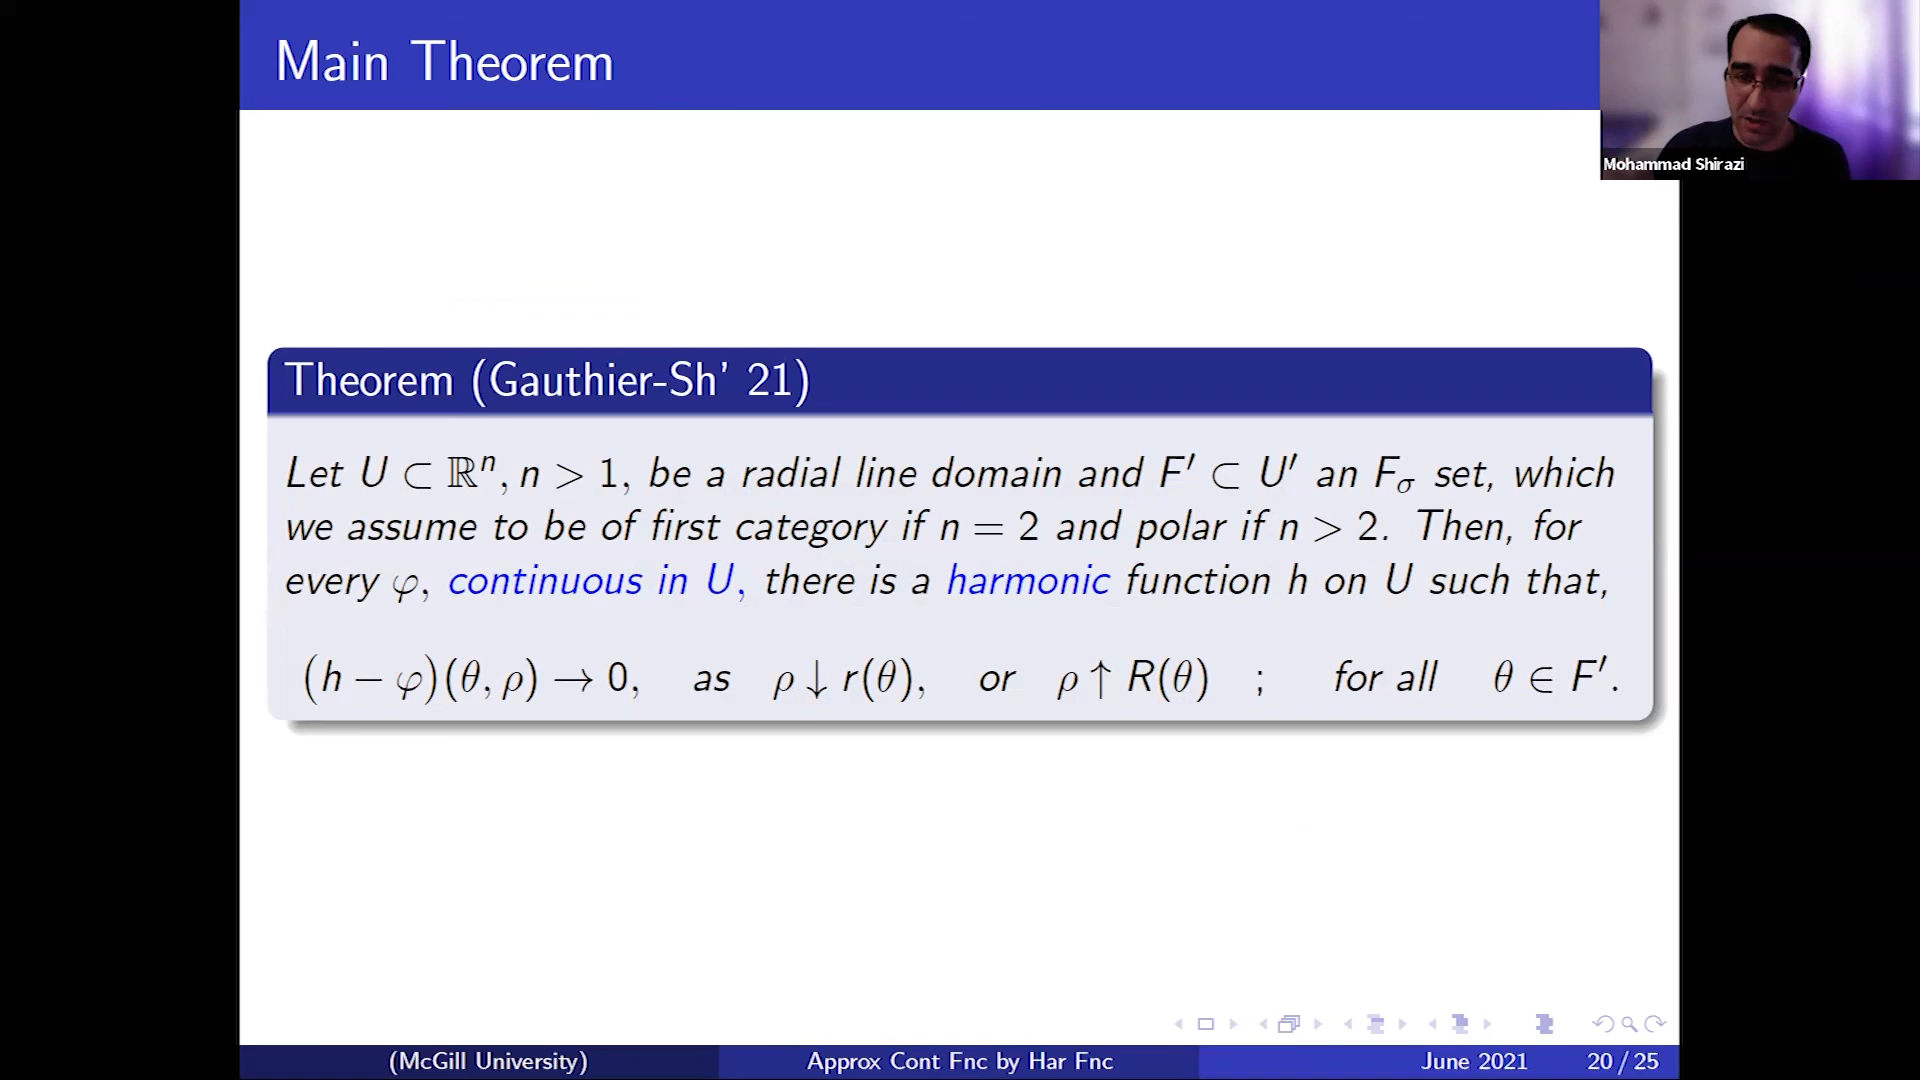 Main Theorem
Mohammad Shirazi
Theorem (Gauthier-Sh' 21)
Let U ⊂ ℝⁿ, n > 1, be a radial line domain and F′ ⊂ U′ an F_σ set, which
we assume to be of first category if n = 2 and polar if n > 2. Then, for
every φ, continuous in U, there is a harmonic function h on U such that,
(h − φ)(θ, ρ) → 0, as ρ ↓ r(θ), or ρ ↑ R(θ) ; for all θ ∈ F′.
(McGill University) Approx Cont Fnc by Har Fnc June 2021 20 / 25